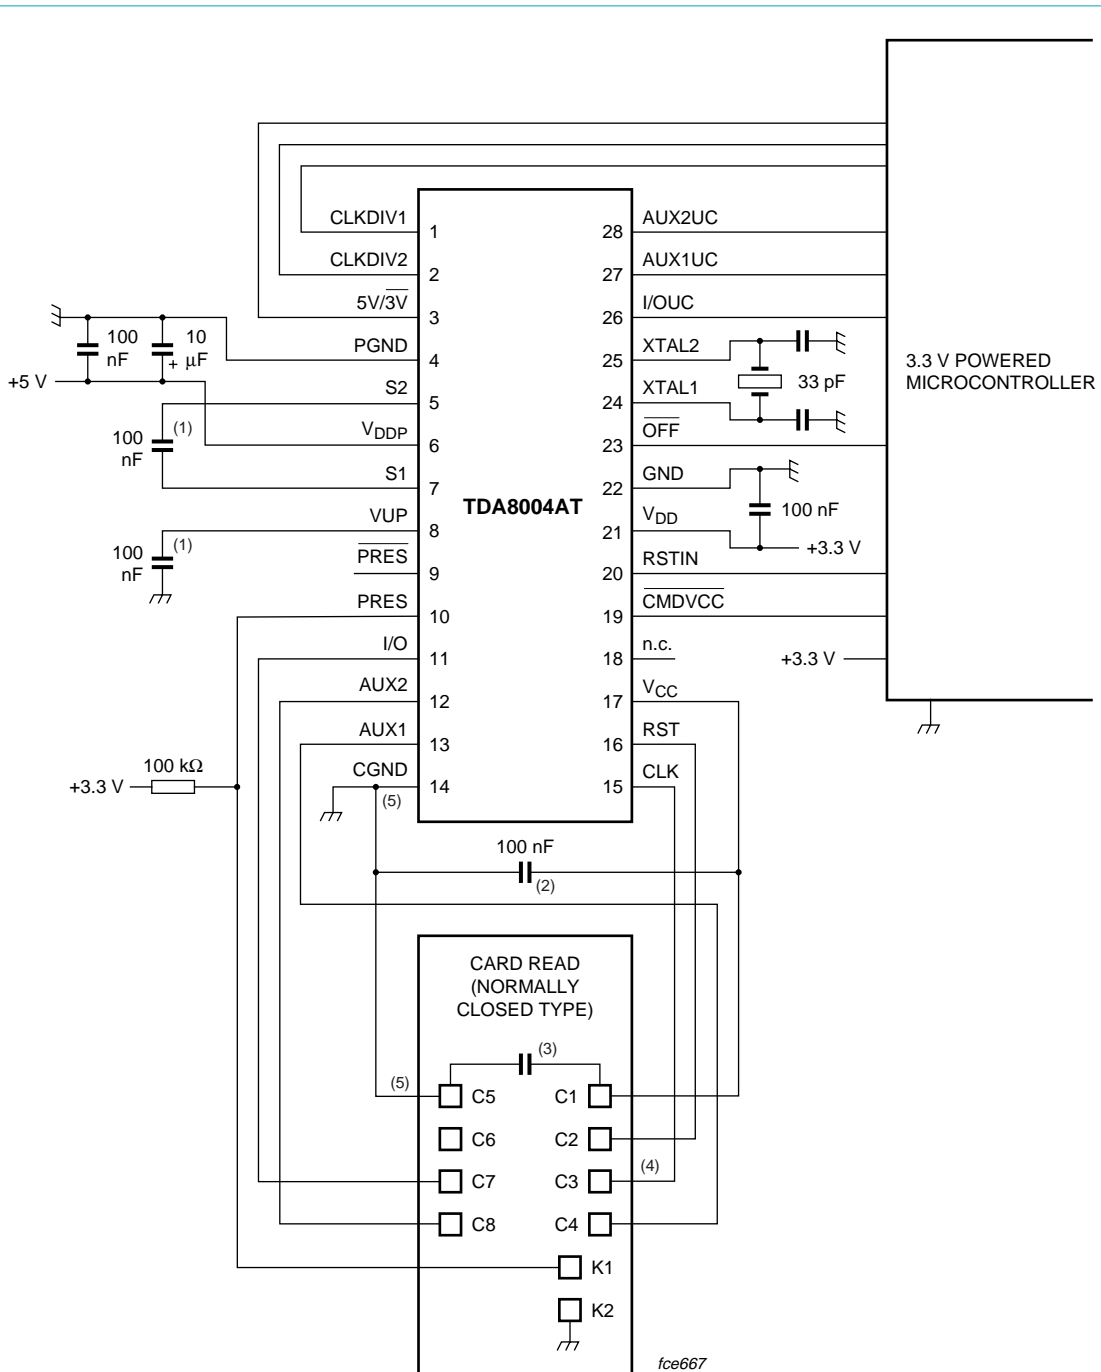 CLKDIV1
1
CLKDIV2
2
5V/3V
3
PGND
4
S2
5
VDDP
6
S1
7
VUP
8
PRES
9
PRES
10
I/O
11
AUX2
12
AUX1
13
CGND
14
(5)
TDA8004AT
28
AUX2UC
27
AUX1UC
26
I/OUC
25
XTAL2
24
XTAL1
23
OFF
22
GND
21
VDD
20
RSTIN
19
CMDVCC
18
n.c.
17
VCC
16
RST
15
CLK
100
nF
10
+ μF
+5 V
100
nF
(1)
100
nF
(1)
+3.3 V
100 kΩ
33 pF
100 nF
+3.3 V
+3.3 V
3.3 V POWERED
MICROCONTROLLER
100 nF
(2)
CARD READ
(NORMALLY
CLOSED TYPE)
(3)
(5)
C5
C1
C6
C2
C7
C3
(4)
C8
C4
K1
K2
fce667